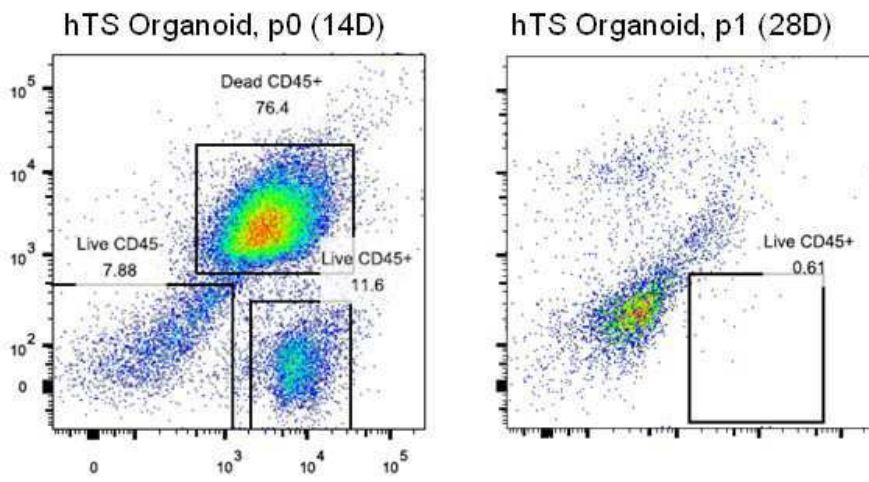 hTS Organoid, p0 (14D)
10^5
10^4
10^3
10^2
0
Dead CD45+
76.4
Live CD45-
7.88
Live CD45+
11.6
0
10^3
10^4
10^5
hTS Organoid, p1 (28D)
Live CD45+
0.61